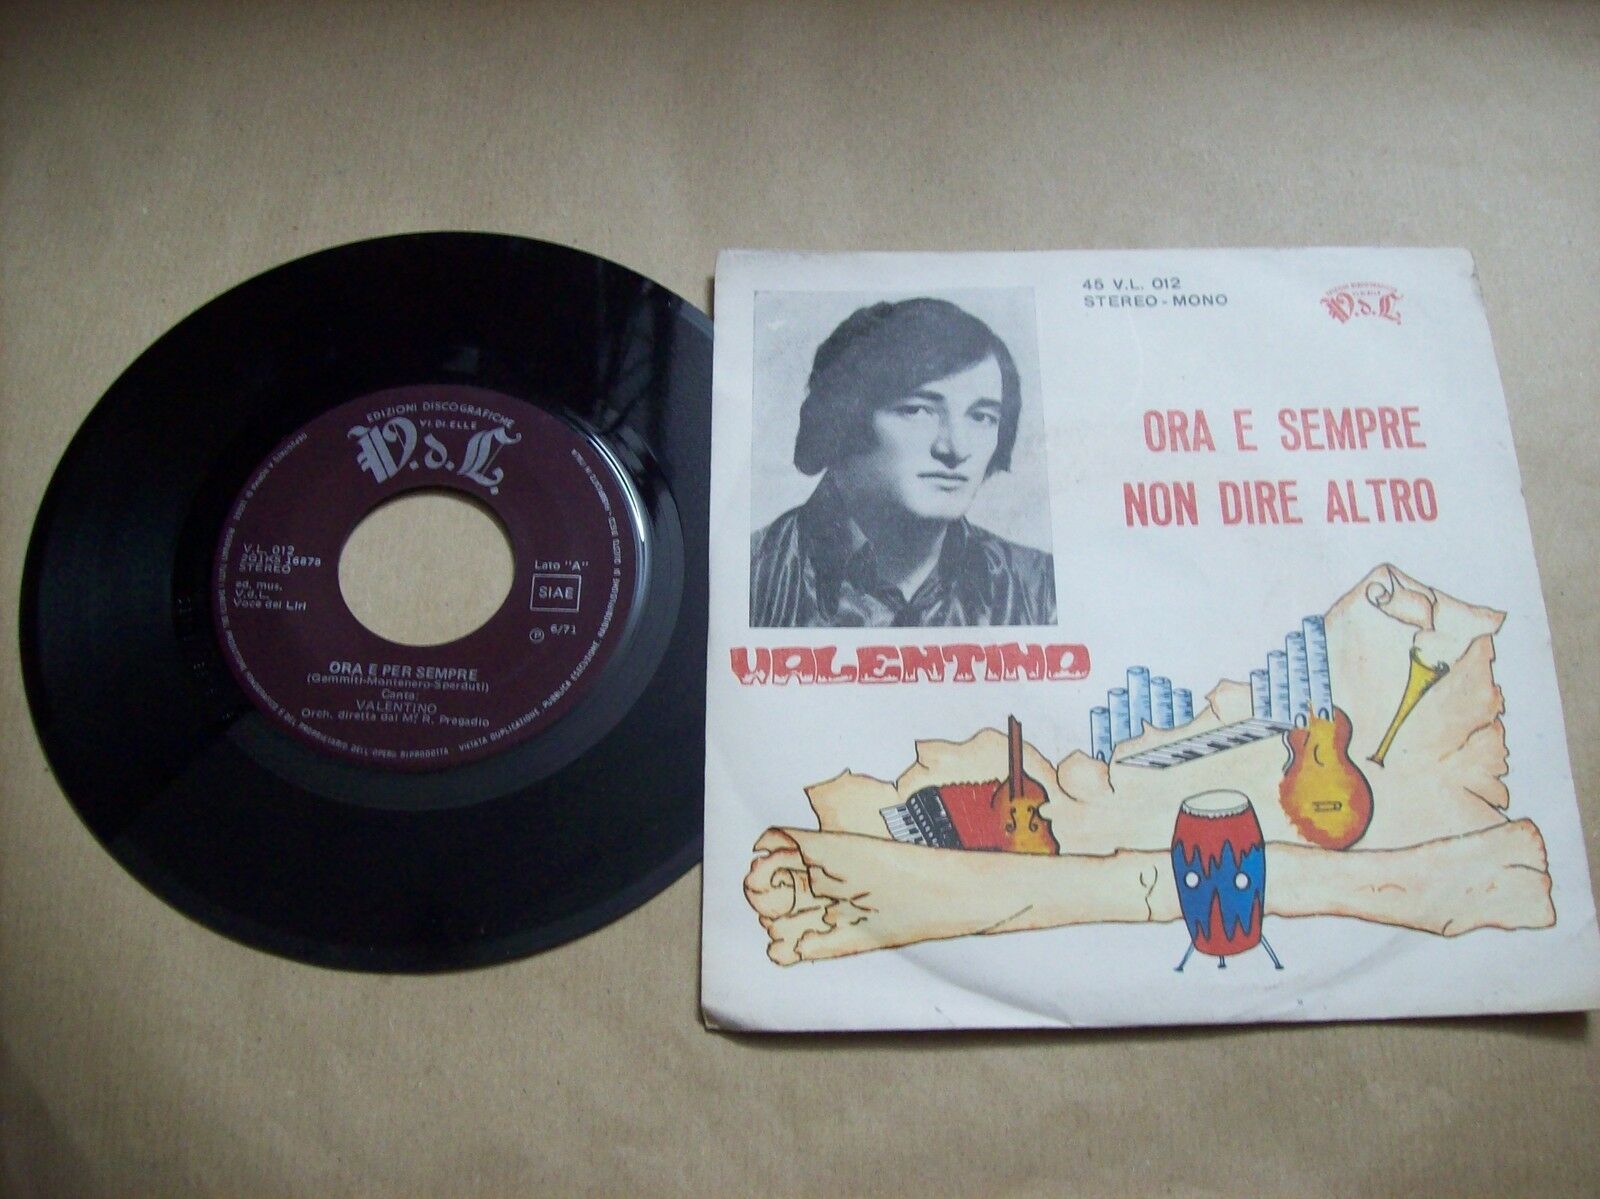 EDIZIONI DISCOGRAFICHE
VI.DI.ELLE
V.d.L.
V.L. 012
STEREO
ed. mus.
V.d.L.
Voce del Liri
Lato "A"
SIAE
℗ 6/71
ORA E PER SEMPRE
(Gammiti-Montenero-Sperduti)
Canta:
VALENTINO
Orch. diretta dal M° R. Pregadio
45 V.L. 012
STEREO - MONO
V.d.L.
ORA E SEMPRE
NON DIRE ALTRO
VALENTINO